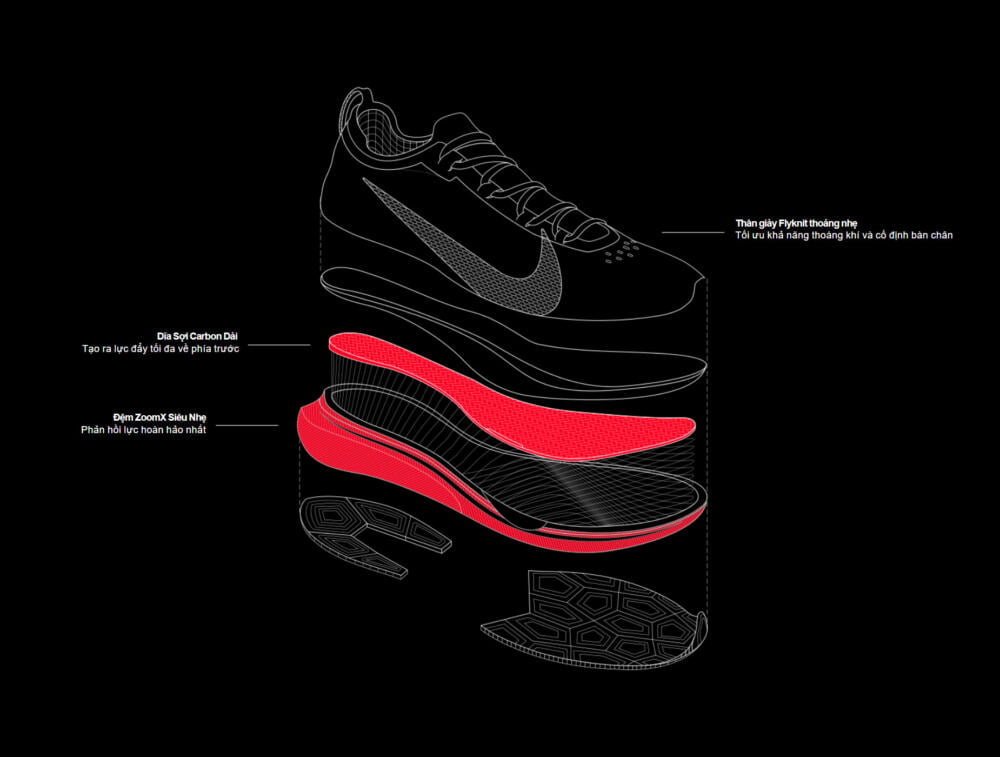 Thân giày Flyknit thoáng nhẹ
Tối ưu khả năng thoáng khí và cố định bàn chân
Dĩa Sợi Carbon Dài
Tạo ra lực đẩy tối đa về phía trước
Đệm ZoomX Siêu Nhẹ
Phản hồi lực hoàn hảo nhất